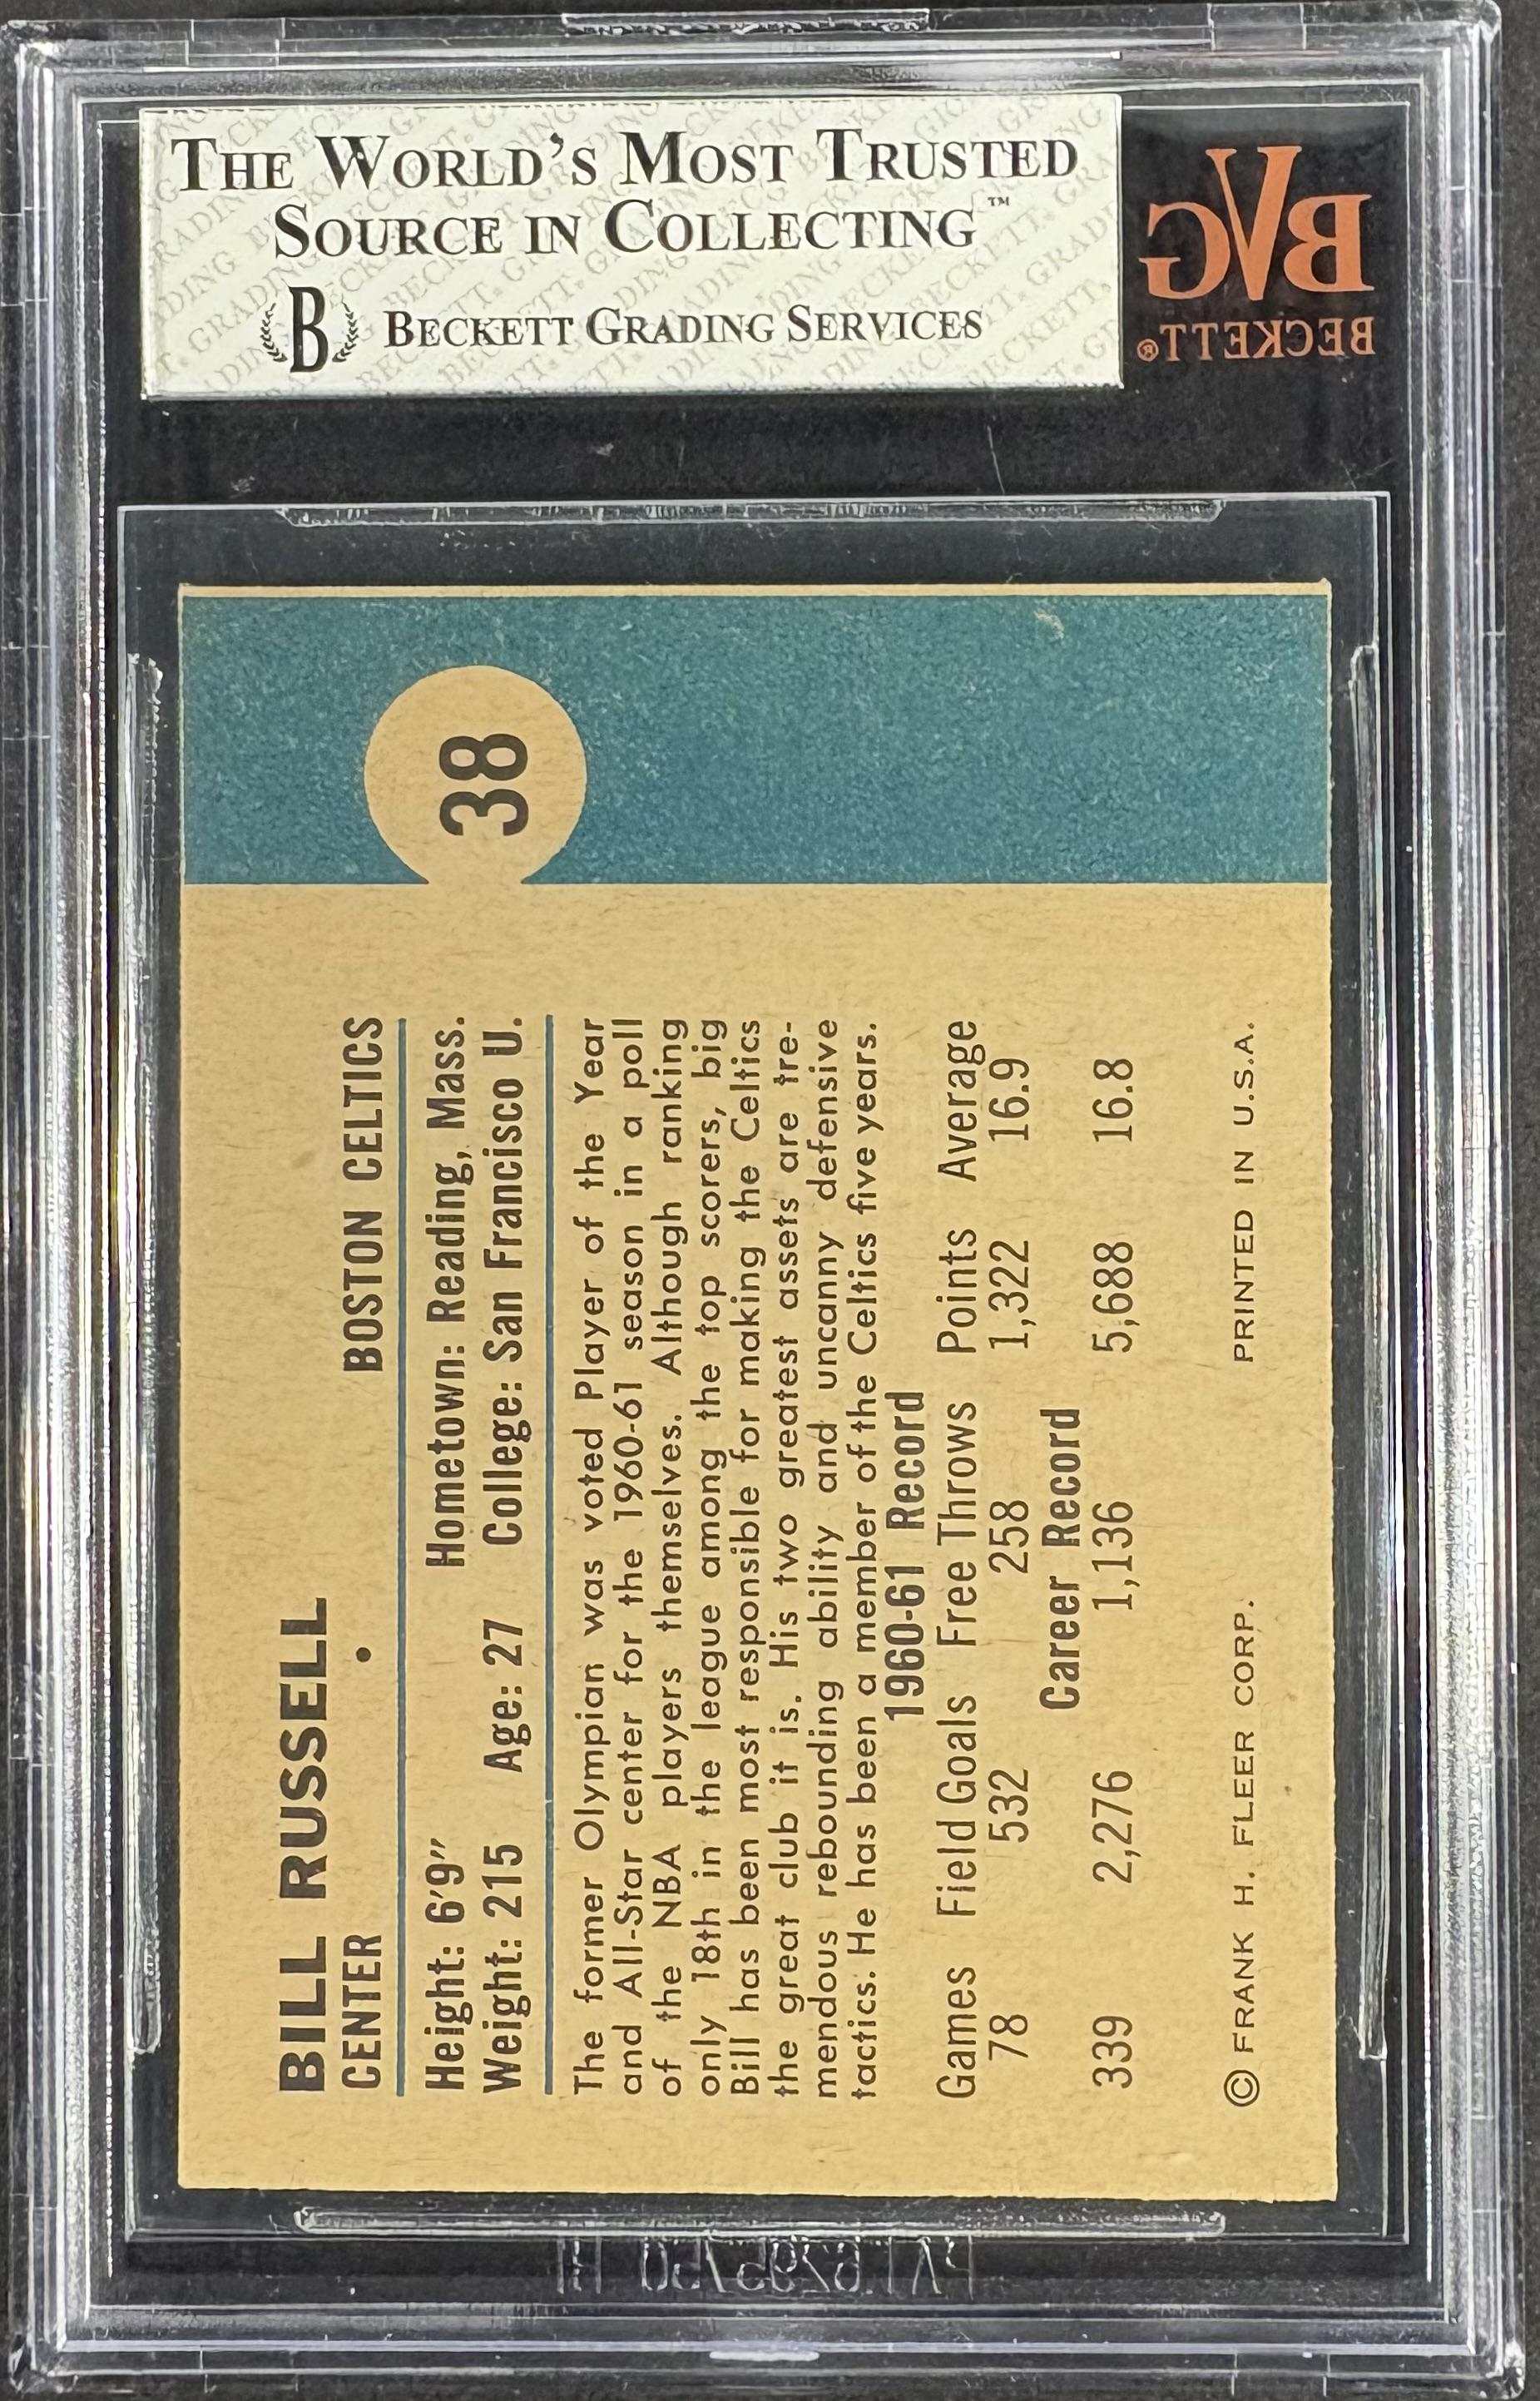 THE WORLD'S MOST TRUSTED
SOURCE IN COLLECTING™
B BECKETT GRADING SERVICES
BVG
BECKETT®
38
BILL RUSSELL
CENTER • BOSTON CELTICS
Height: 6'9" Hometown: Reading, Mass.
Weight: 215 Age: 27 College: San Francisco U.
The former Olympian was voted Player of the Year
and All-Star center for the 1960-61 season in a poll
of the NBA players themselves. Although ranking
only 18th in the league among the top scorers, big
Bill has been most responsible for making the Celtics
the great club it is. His two greatest assets are tre-
mendous rebounding ability and uncanny defensive
tactics. He has been a member of the Celtics five years.
1960-61 Record
Games Field Goals Free Throws Points Average
78 532 258 1,322 16.9
Career Record
339 2,276 1,136 5,688 16.8
© FRANK H. FLEER CORP. PRINTED IN U.S.A.